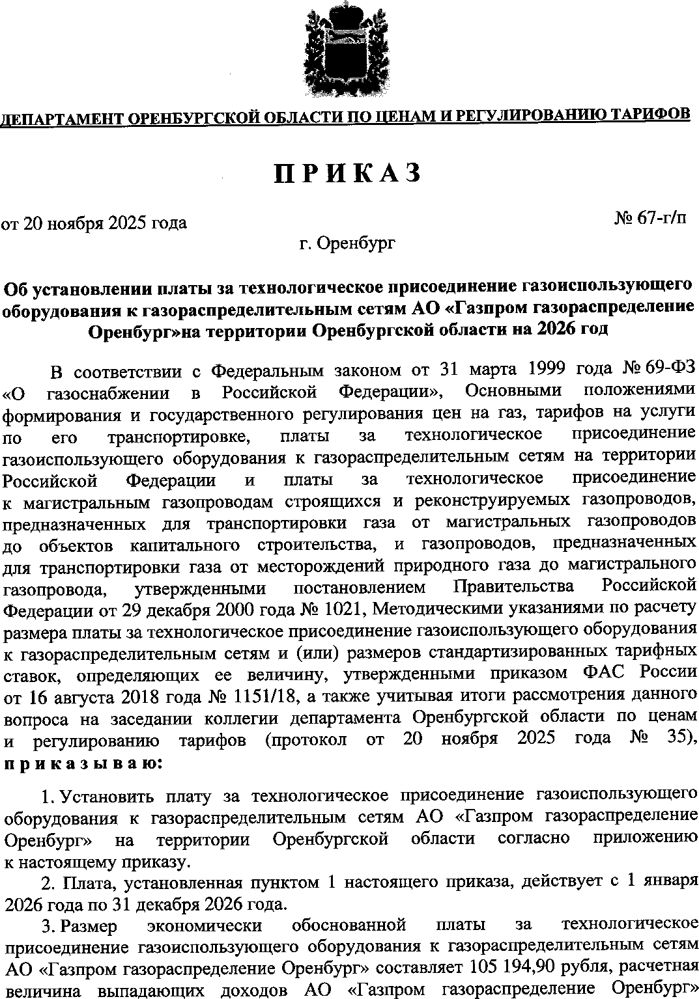 ДЕПАРТАМЕНТ ОРЕНБУРГСКОЙ ОБЛАСТИ ПО ЦЕНАМ И РЕГУЛИРОВАНИЮ ТАРИФОВ
П Р И К А З
от 20 ноября 2025 года
№ 67-г/п
г. Оренбург
Об установлении платы за технологическое присоединение газоиспользующего
оборудования к газораспределительным сетям АО «Газпром газораспределение
Оренбург»на территории Оренбургской области на 2026 год
В соответствии с Федеральным законом от 31 марта 1999 года № 69-ФЗ
«О газоснабжении в Российской Федерации», Основными положениями
формирования и государственного регулирования цен на газ, тарифов на услуги
по его транспортировке, платы за технологическое присоединение
газоиспользующего оборудования к газораспределительным сетям на территории
Российской Федерации и платы за технологическое присоединение
к магистральным газопроводам строящихся и реконструируемых газопроводов,
предназначенных для транспортировки газа от магистральных газопроводов
до объектов капитального строительства, и газопроводов, предназначенных
для транспортировки газа от месторождений природного газа до магистрального
газопровода, утвержденными постановлением Правительства Российской
Федерации от 29 декабря 2000 года № 1021, Методическими указаниями по расчету
размера платы за технологическое присоединение газоиспользующего оборудования
к газораспределительным сетям и (или) размеров стандартизированных тарифных
ставок, определяющих ее величину, утвержденными приказом ФАС России
от 16 августа 2018 года № 1151/18, а также учитывая итоги рассмотрения данного
вопроса на заседании коллегии департамента Оренбургской области по ценам
и регулированию тарифов (протокол от 20 ноября 2025 года № 35),
п р и к а з ы в а ю:
1. Установить плату за технологическое присоединение газоиспользующего
оборудования к газораспределительным сетям АО «Газпром газораспределение
Оренбург» на территории Оренбургской области согласно приложению
к настоящему приказу.
2. Плата, установленная пунктом 1 настоящего приказа, действует с 1 января
2026 года по 31 декабря 2026 года.
3. Размер экономически обоснованной платы за технологическое
присоединение газоиспользующего оборудования к газораспределительным сетям
АО «Газпром газораспределение Оренбург» составляет 105 194,90 рубля, расчетная
величина выпадающих доходов АО «Газпром газораспределение Оренбург»